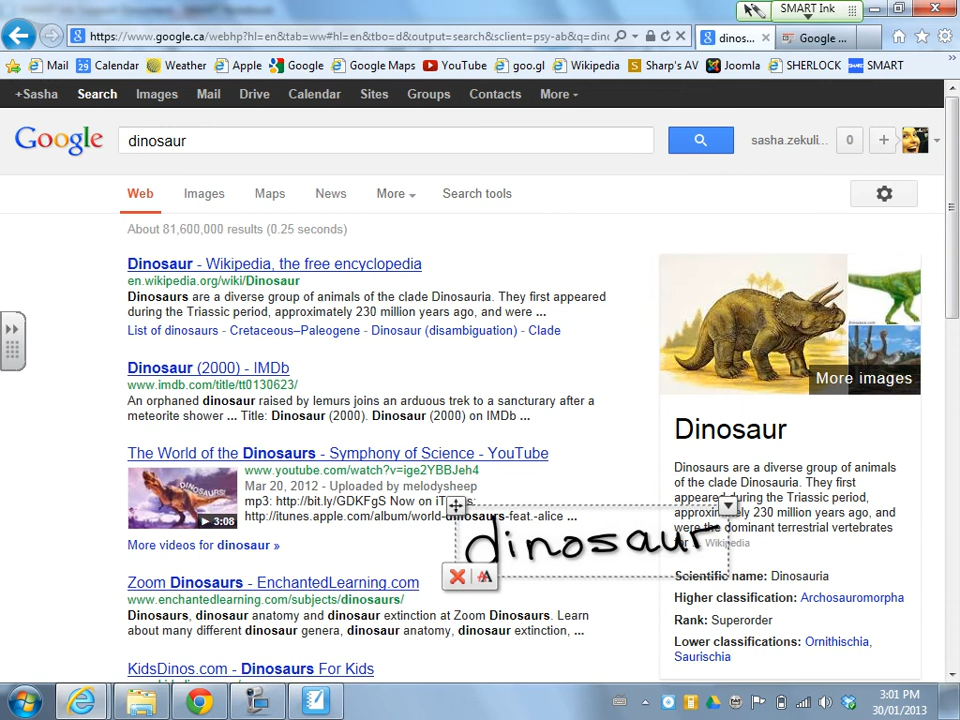 SMART Ink
https://www.google.ca/webhp?hl=en&tab=ww#hl=en&tbo=d&output=search&sclient=psy-ab&q=din
dinos...
Google ...
Mail Calendar Weather Apple Google Google Maps YouTube goo.gl Wikipedia Sharp's AV Joomla SHERLOCK SMART
+Sasha Search Images Mail Drive Calendar Sites Groups Contacts More
Google
dinosaur
sasha.zekuli...
0
+
Web Images Maps News More Search tools
About 81,600,000 results (0.25 seconds)
Dinosaur - Wikipedia, the free encyclopedia
en.wikipedia.org/wiki/Dinosaur
Dinosaurs are a diverse group of animals of the clade Dinosauria. They first appeared
during the Triassic period, approximately 230 million years ago, and were ...
List of dinosaurs - Cretaceous–Paleogene - Dinosaur (disambiguation) - Clade
Dinosaur (2000) - IMDb
www.imdb.com/title/tt0130623/
An orphaned dinosaur raised by lemurs joins an arduous trek to a sancturary after a
meteorite shower ... Title: Dinosaur (2000). Dinosaur (2000) on IMDb ...
The World of the Dinosaurs - Symphony of Science - YouTube
www.youtube.com/watch?v=ige2YBBJeh4
Mar 20, 2012 - Uploaded by melodysheep
mp3: http://bit.ly/GDKFgS Now on iTunes:
http://itunes.apple.com/album/world-dinosaurs-feat.-alice ...
DINOSAURS!
3:08
More videos for dinosaur »
dinosaur
Zoom Dinosaurs - EnchantedLearning.com
www.enchantedlearning.com/subjects/dinosaurs/
Dinosaurs, dinosaur anatomy and dinosaur extinction at Zoom Dinosaurs. Learn
about many different dinosaur genera, dinosaur anatomy, dinosaur extinction, ...
KidsDinos.com - Dinosaurs For Kids
More images
Dinosaur
Dinosaurs are a diverse group of animals
of the clade Dinosauria. They first
appeared during the Triassic period,
approximately 230 million years ago, and
were the dominant terrestrial vertebrates
for ... Wikipedia
Scientific name: Dinosauria
Higher classification: Archosauromorpha
Rank: Superorder
Lower classifications: Ornithischia,
Saurischia
3:01 PM
30/01/2013